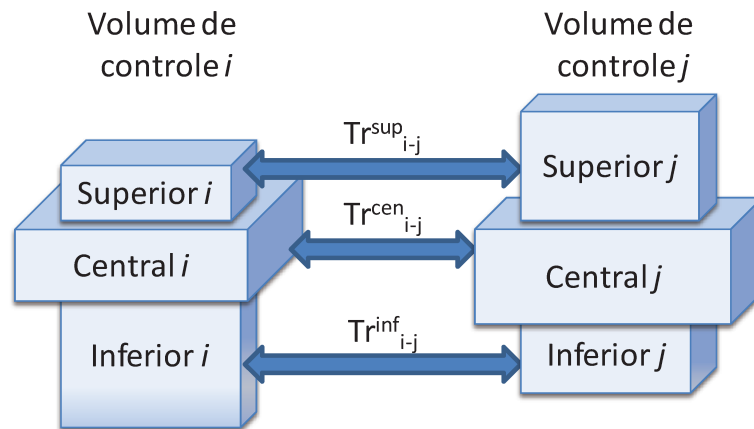 Volume de
controle i
Volume de
controle j
Tr^sup_i-j
Superior i
Superior j
Tr^cen_i-j
Central i
Central j
Tr^inf_i-j
Inferior i
Inferior j